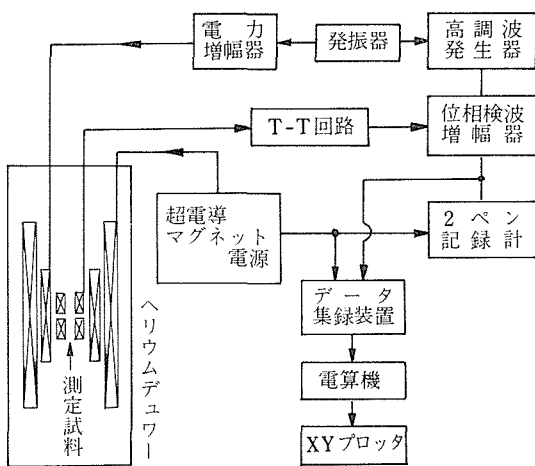 電力
増幅器
発振器
高調波
発生器
T-T回路
位相検波
増幅器
超電導
マグネット
電源
2ペン
記録計
データ
集録装置
電算機
XYプロッタ
測定試料
ヘリウムデュワー